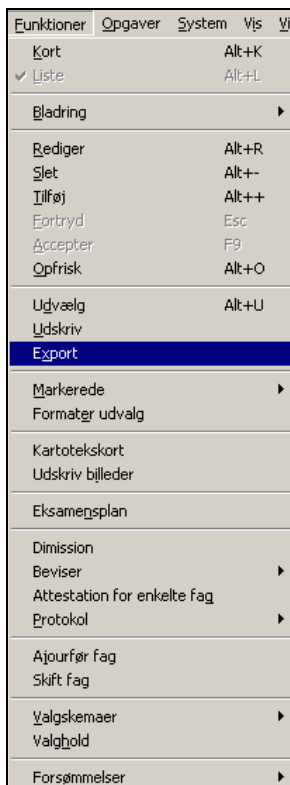 Funktioner Opgaver System Vis Vi
Kort Alt+K
Liste Alt+L
Bladring
Rediger Alt+R
Slet Alt+-
Tilføj Alt++
Fortryd Esc
Accepter F9
Opfrisk Alt+O
Udvælg Alt+U
Udskriv
Export
Markerede
Formater udvalg
Kartotekskort
Udskriv billeder
Eksamensplan
Dimission
Beviser
Attestation for enkelte fag
Protokol
Ajourfør fag
Skift fag
Valgskemaer
Valghold
Forsømmelser